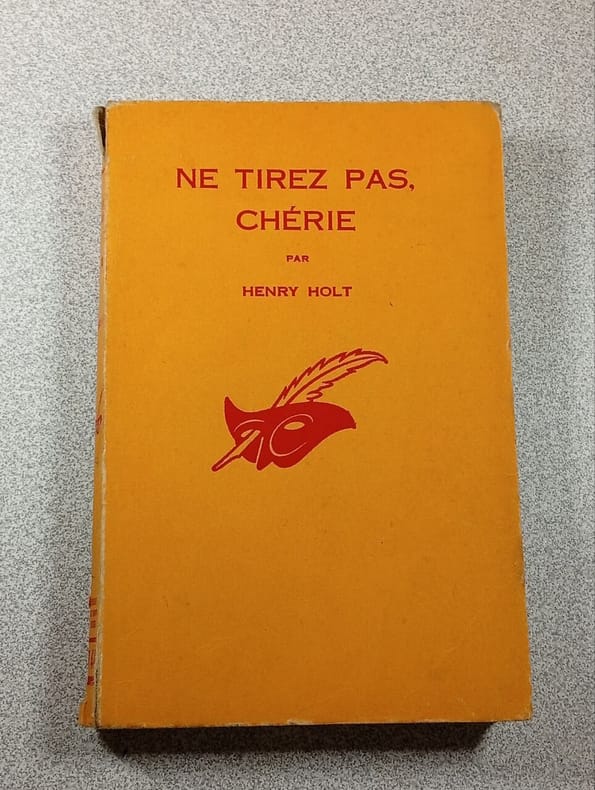 NE TIREZ PAS,
CHÉRIE
PAR
HENRY HOLT